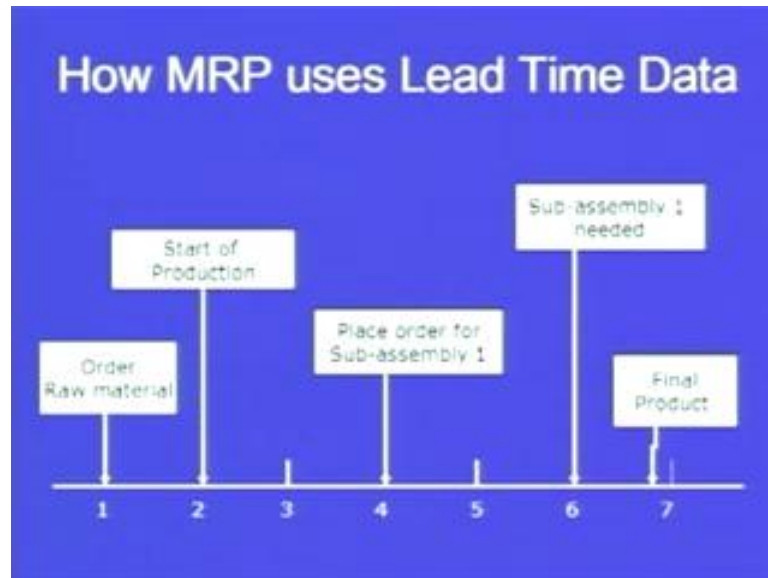 How MRP uses Lead Time Data
Sub-assembly 1
needed
Start of
Production
Place order for
Sub-assembly 1
Order
Raw material
Final
Product
1 2 3 4 5 6 7